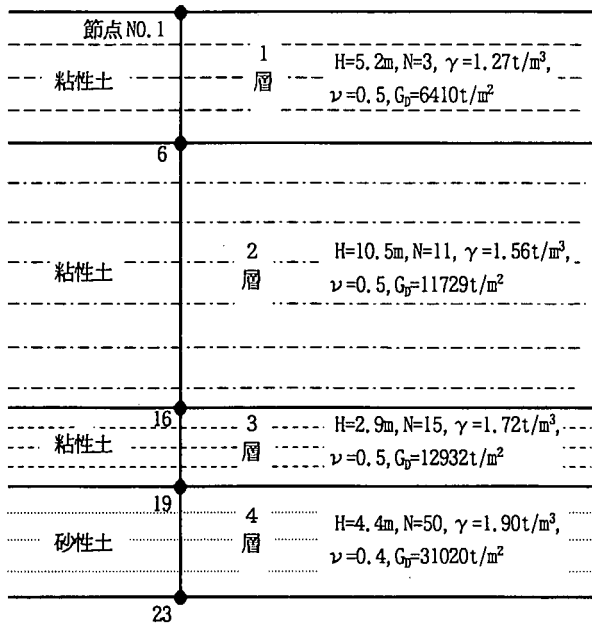 節点NO.1
粘性土
1
層
H=5.2m, N=3, γ=1.27t/m³,
ν=0.5, G_D=6410t/m²
6
粘性土
2
層
H=10.5m, N=11, γ=1.56t/m³,
ν=0.5, G_D=11729t/m²
16
粘性土
3
層
H=2.9m, N=15, γ=1.72t/m³,
ν=0.5, G_D=12932t/m²
19
砂性土
4
層
H=4.4m, N=50, γ=1.90t/m³,
ν=0.4, G_D=31020t/m²
23